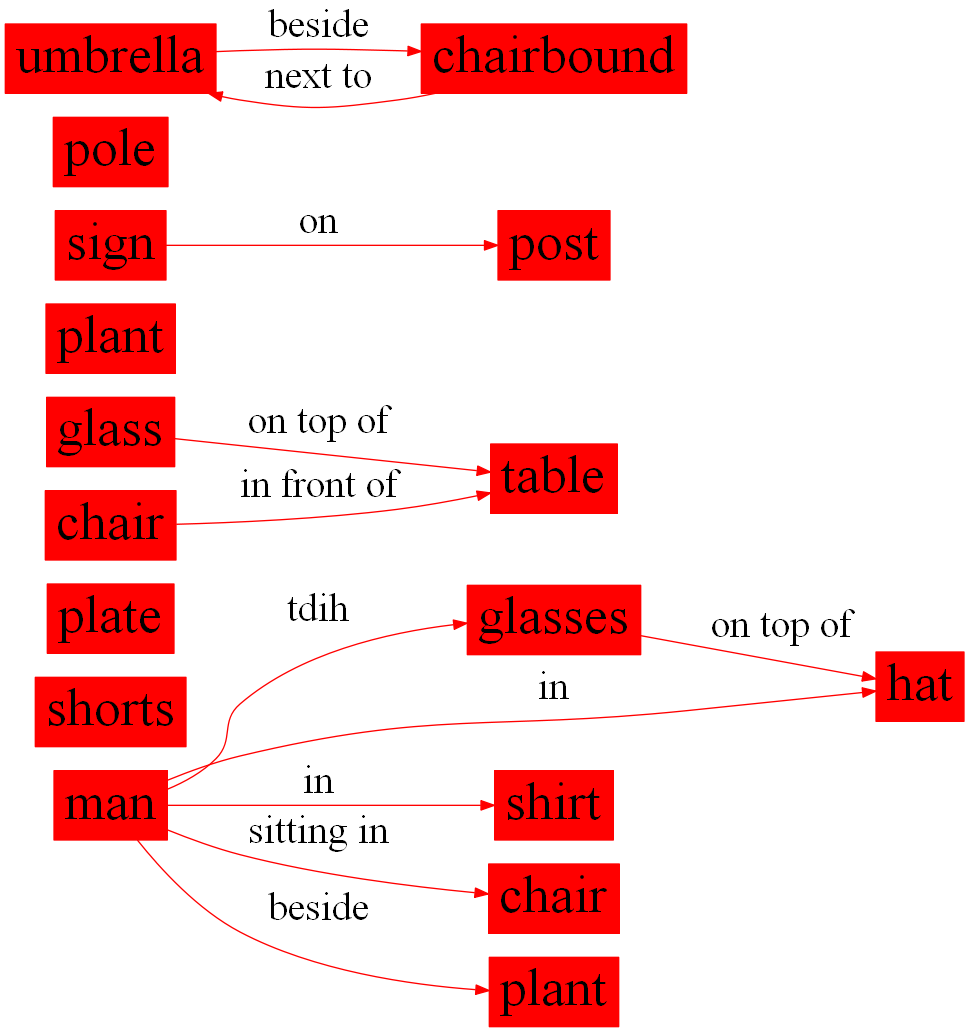 beside
umbrella
chairbound
next to
pole
on
sign
post
plant
glass
on top of
table
in front of
chair
plate
tdih
glasses
on top of
hat
in
shorts
man
in
shirt
sitting in
chair
beside
plant